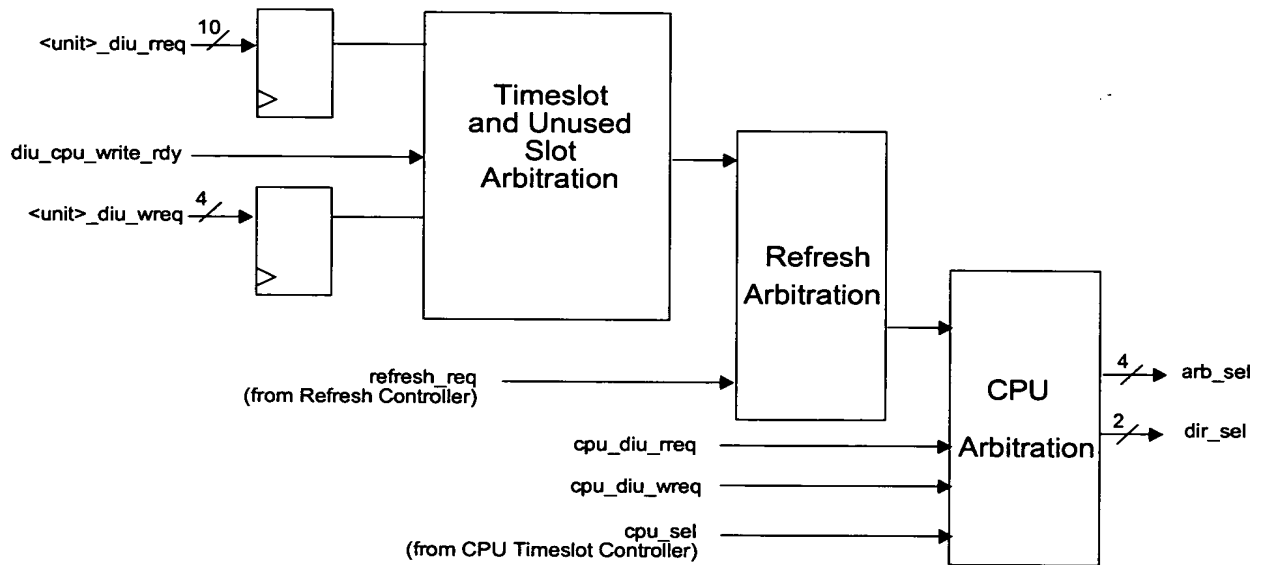 10
<unit>_diu_rreq
diu_cpu_write_rdy
4
<unit>_diu_wreq
Timeslot
and Unused
Slot
Arbitration
Refresh
Arbitration
refresh_req
(from Refresh Controller)
cpu_diu_rreq
cpu_diu_wreq
cpu_sel
(from CPU Timeslot Controller)
CPU
Arbitration
4
arb_sel
2
dir_sel